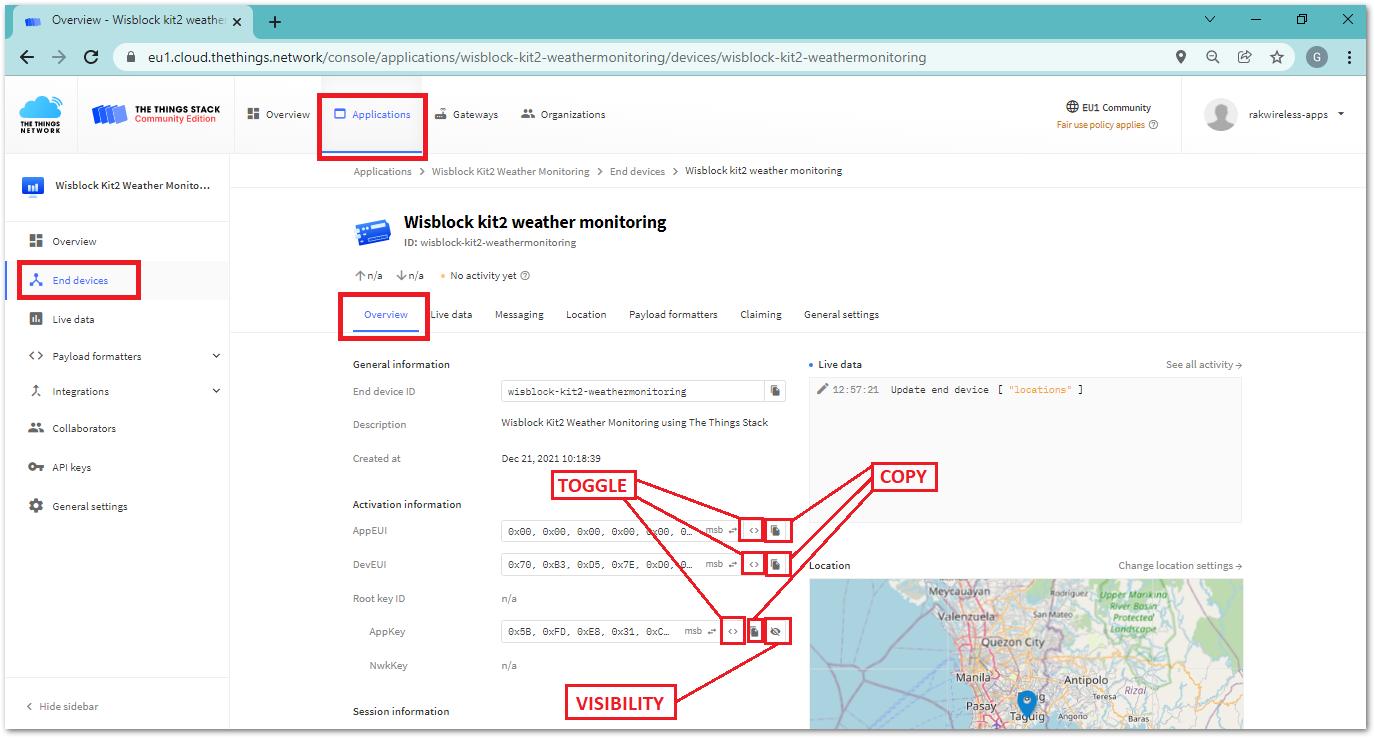 Overview - Wisblock kit2 weathe
eu1.cloud.thethings.network/console/applications/wisblock-kit2-weathermonitoring/devices/wisblock-kit2-weathermonitoring
G
THE THINGS
NETWORK
THE THINGS STACK
Community Edition
Overview
Applications
Gateways
Organizations
EU1 Community
Fair use policy applies
rakwireless-apps
Wisblock Kit2 Weather Monito...
Overview
End devices
Live data
Payload formatters
Integrations
Collaborators
API keys
General settings
Hide sidebar
Applications > Wisblock Kit2 Weather Monitoring > End devices > Wisblock kit2 weather monitoring
Wisblock kit2 weather monitoring
ID: wisblock-kit2-weathermonitoring
↑ n/a ↓ n/a • No activity yet
Overview Live data Messaging Location Payload formatters Claiming General settings
General information
End device ID wisblock-kit2-weathermonitoring
Description Wisblock Kit2 Weather Monitoring using The Things Stack
Created at Dec 21, 2021 10:18:39
TOGGLE
COPY
Activation information
AppEUI 0x00, 0x00, 0x00, 0x00, 0x00, 0… msb <>
DevEUI 0x70, 0xB3, 0xD5, 0x7E, 0xD0, 0… msb <>
Root key ID n/a
AppKey 0x5B, 0xFD, 0xE8, 0x31, 0xC… msb <>
NwkKey n/a
VISIBILITY
Session information
• Live data See all activity →
12:57:21 Update end device [ "locations" ]
Location Change location settings →
Meycauayan
Rodriguez
Upper Marikina
River Basin
Protected
Landscape
Valenzuela
San Mateo
Quezon City
Manila
Antipolo
Pasig
Teresa
Rizal
Pasay
Taguig
Angono
Baras